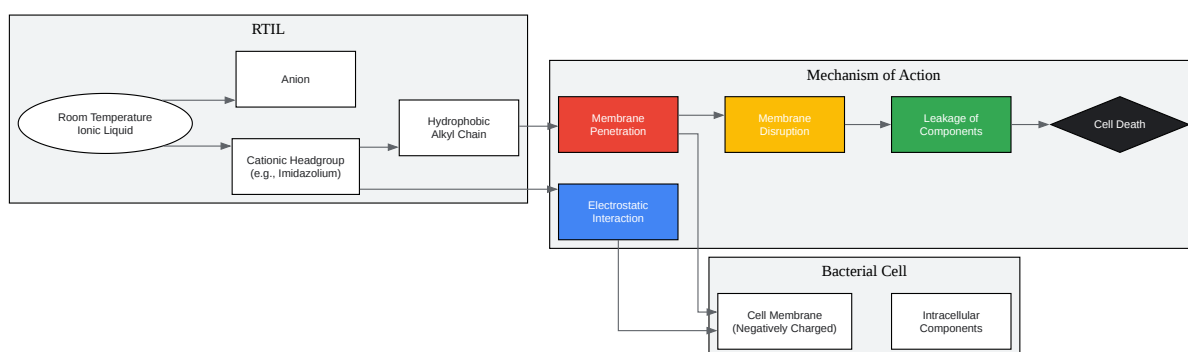 RTIL
Anion
Room Temperature
Ionic Liquid
Hydrophobic
Alkyl Chain
Cationic Headgroup
(e.g., Imidazolium)
Mechanism of Action
Membrane
Penetration
Membrane
Disruption
Leakage of
Components
Cell Death
Electrostatic
Interaction
Bacterial Cell
Cell Membrane
(Negatively Charged)
Intracellular
Components